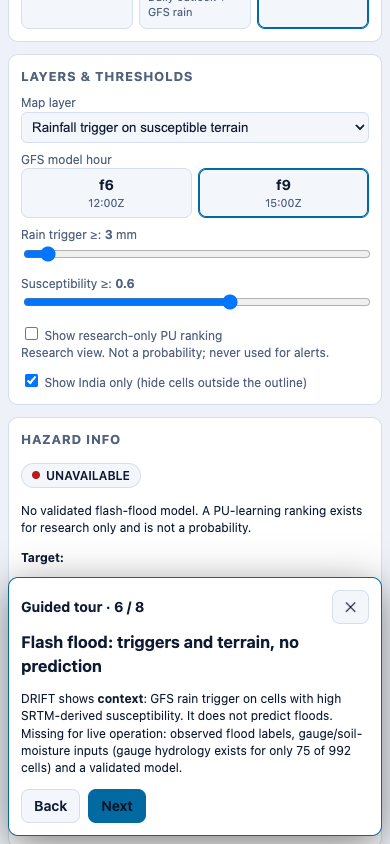 GFS rain
LAYERS & THRESHOLDS
Map layer
Rainfall trigger on susceptible terrain
GFS model hour
f6
12:00Z
f9
15:00Z
Rain trigger ≥: 3 mm
Susceptibility ≥: 0.6
Show research-only PU ranking
Research view. Not a probability; never used for alerts.
Show India only (hide cells outside the outline)
HAZARD INFO
UNAVAILABLE
No validated flash-flood model. A PU-learning ranking exists
for research only and is not a probability.
Target:
Guided tour · 6 / 8
Flash flood: triggers and terrain, no
prediction
DRIFT shows context: GFS rain trigger on cells with high
SRTM-derived susceptibility. It does not predict floods.
Missing for live operation: observed flood labels, gauge/soil-
moisture inputs (gauge hydrology exists for only 75 of 992
cells) and a validated model.
Back
Next